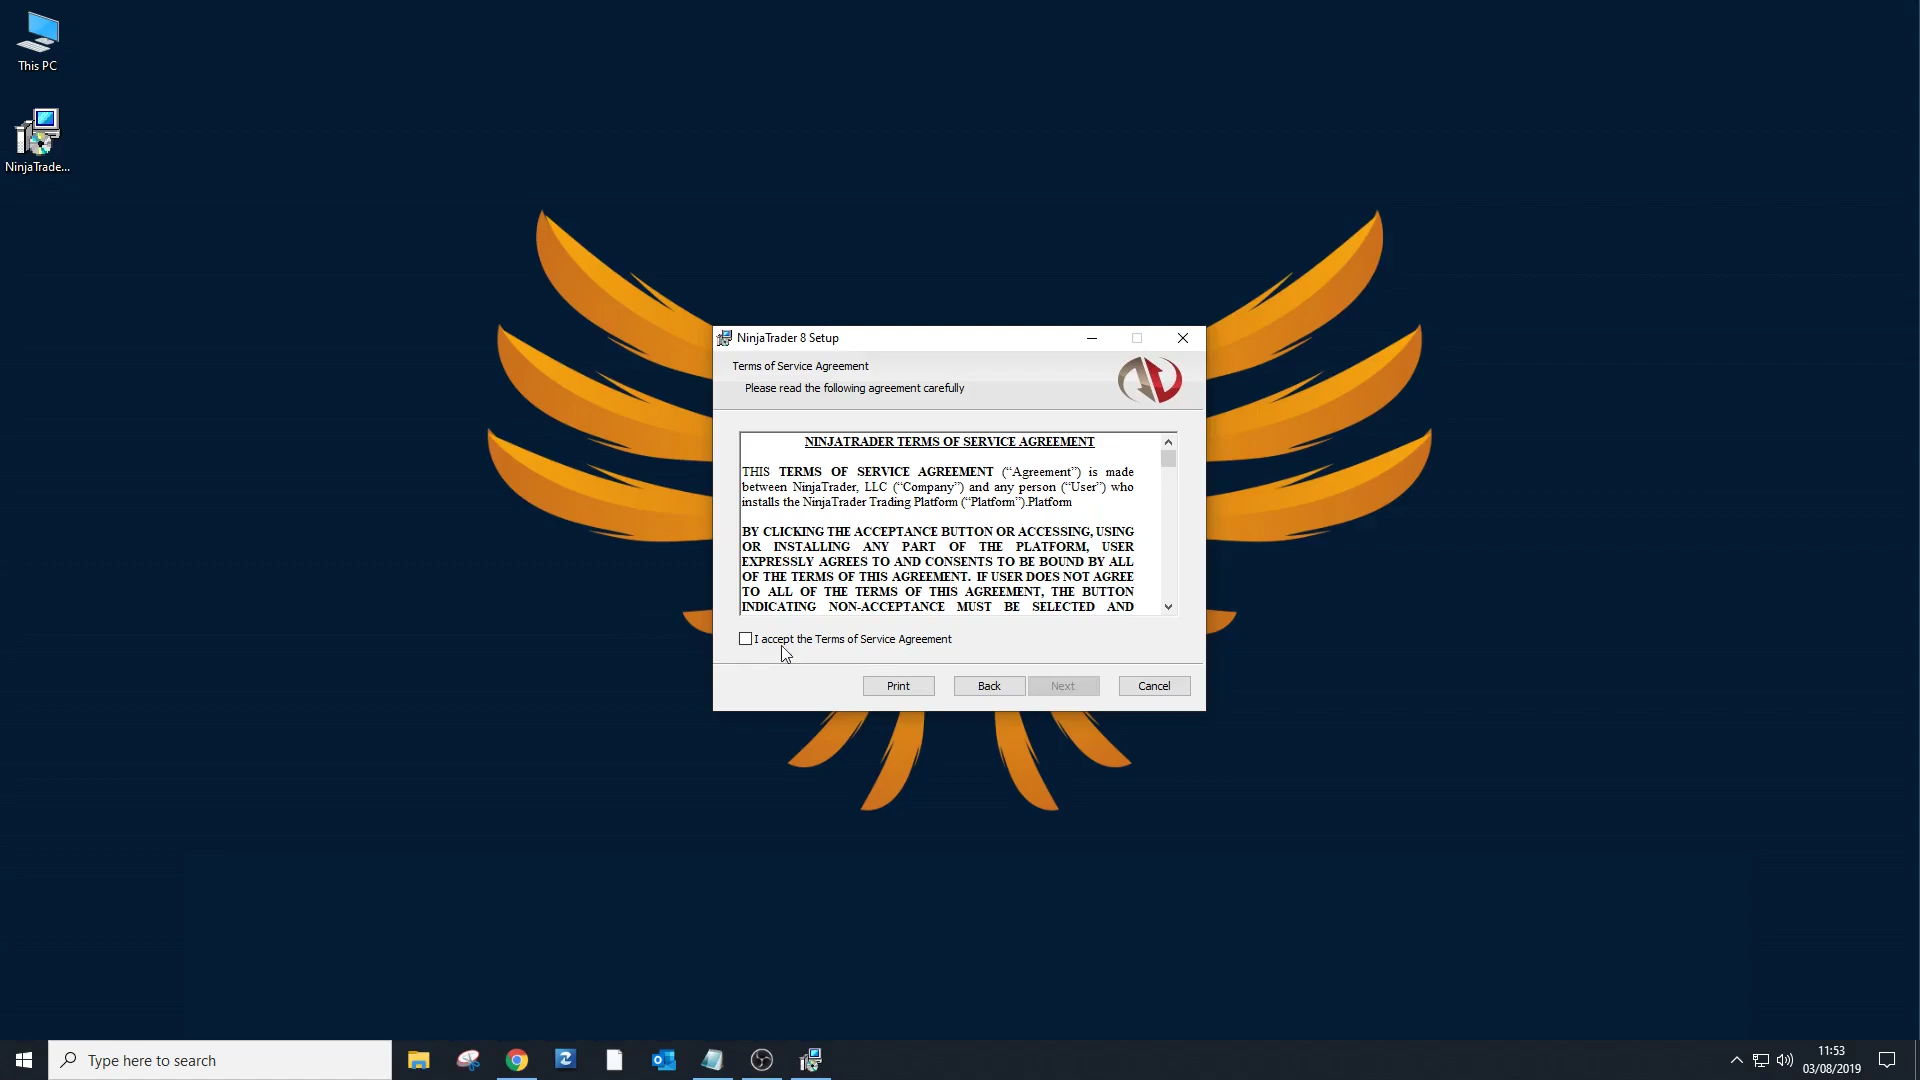 This PC
NinjaTrade...
NinjaTrader 8 Setup
Terms of Service Agreement
Please read the following agreement carefully
NINJATRADER TERMS OF SERVICE AGREEMENT
THIS TERMS OF SERVICE AGREEMENT (“Agreement”) is made
between NinjaTrader, LLC (“Company”) and any person (“User”) who
installs the NinjaTrader Trading Platform (“Platform”).Platform
BY CLICKING THE ACCEPTANCE BUTTON OR ACCESSING, USING
OR INSTALLING ANY PART OF THE PLATFORM, USER
EXPRESSLY AGREES TO AND CONSENTS TO BE BOUND BY ALL
OF THE TERMS OF THIS AGREEMENT. IF USER DOES NOT AGREE
TO ALL OF THE TERMS OF THIS AGREEMENT, THE BUTTON
INDICATING NON-ACCEPTANCE MUST BE SELECTED AND
I accept the Terms of Service Agreement
Print
Back
Next
Cancel
Type here to search
11:53
03/08/2019